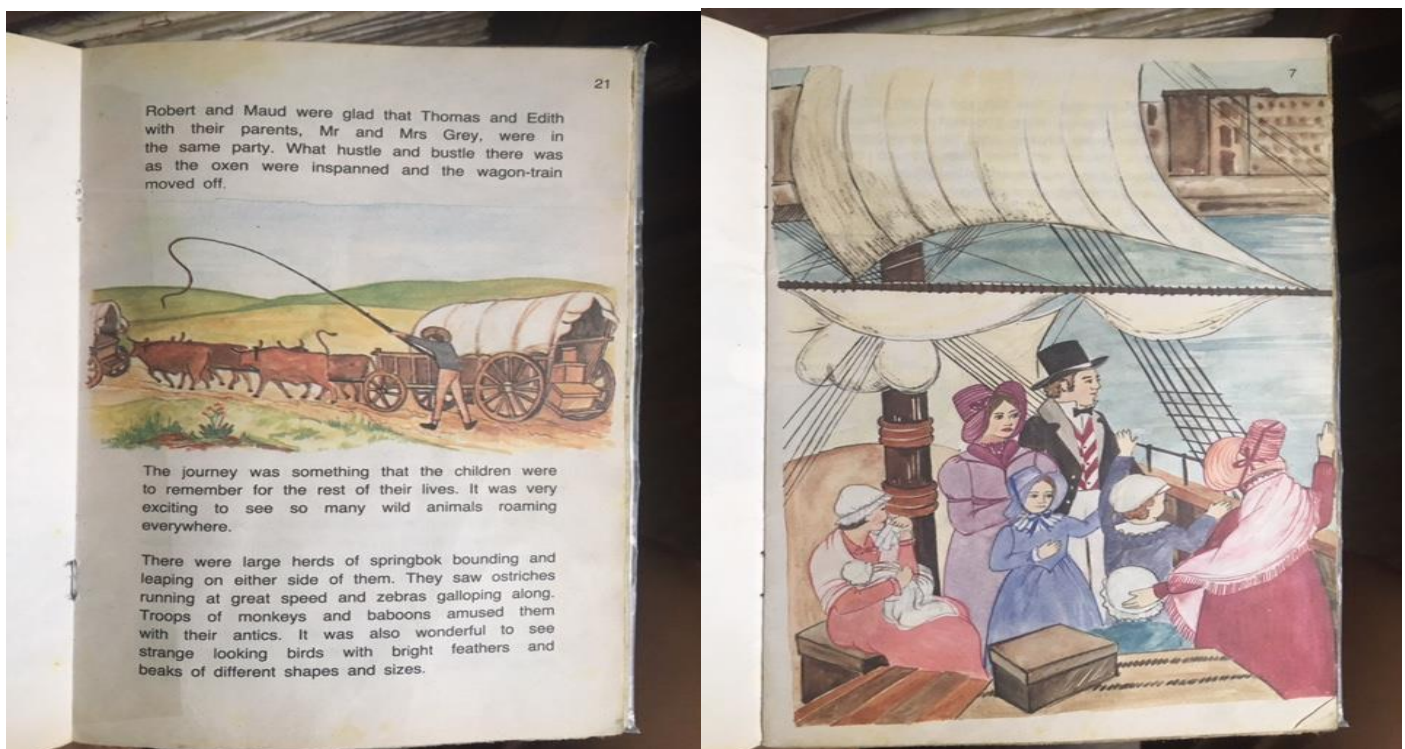 21
Robert and Maud were glad that Thomas and Edith
with their parents, Mr and Mrs Grey, were in
the same party. What hustle and bustle there was
as the oxen were inspanned and the wagon-train
moved off.
The journey was something that the children were
to remember for the rest of their lives. It was very
exciting to see so many wild animals roaming
everywhere.
There were large herds of springbok bounding and
leaping on either side of them. They saw ostriches
running at great speed and zebras galloping along.
Troops of monkeys and baboons amused them
with their antics. It was also wonderful to see
strange looking birds with bright feathers and
beaks of different shapes and sizes.
7